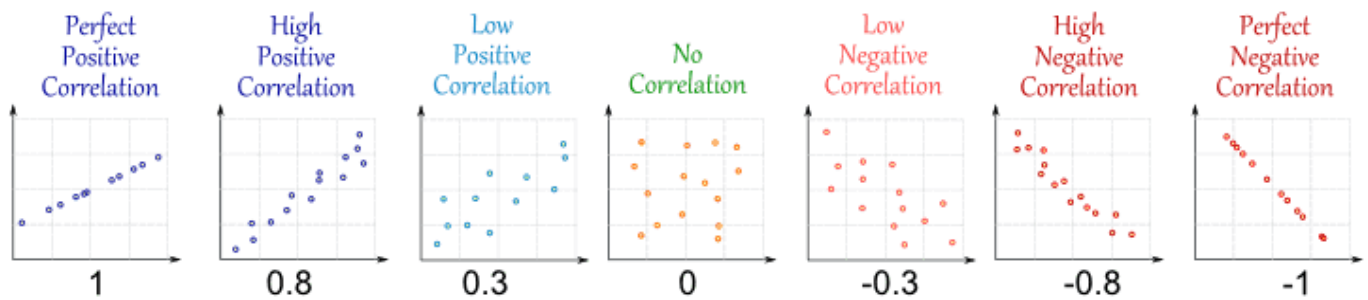 Perfect
Positive
Correlation
High
Positive
Correlation
Low
Positive
Correlation
No
Correlation
Low
Negative
Correlation
High
Negative
Correlation
Perfect
Negative
Correlation
1
0.8
0.3
0
-0.3
-0.8
-1